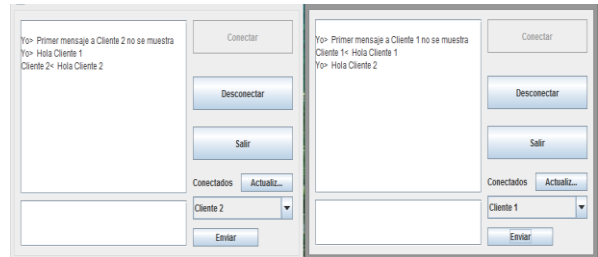 Yo> Primer mensaje a Cliente 2 no se muestra
Yo> Hola Cliente 1
Cliente 2< Hola Cliente 2
Conectar
Desconectar
Salir
Conectados
Actualiz...
Cliente 2
Enviar
Yo> Primer mensaje a Cliente 1 no se muestra
Cliente 1< Hola Cliente 1
Yo> Hola Cliente 2
Conectar
Desconectar
Salir
Conectados
Actualiz...
Cliente 1
Enviar